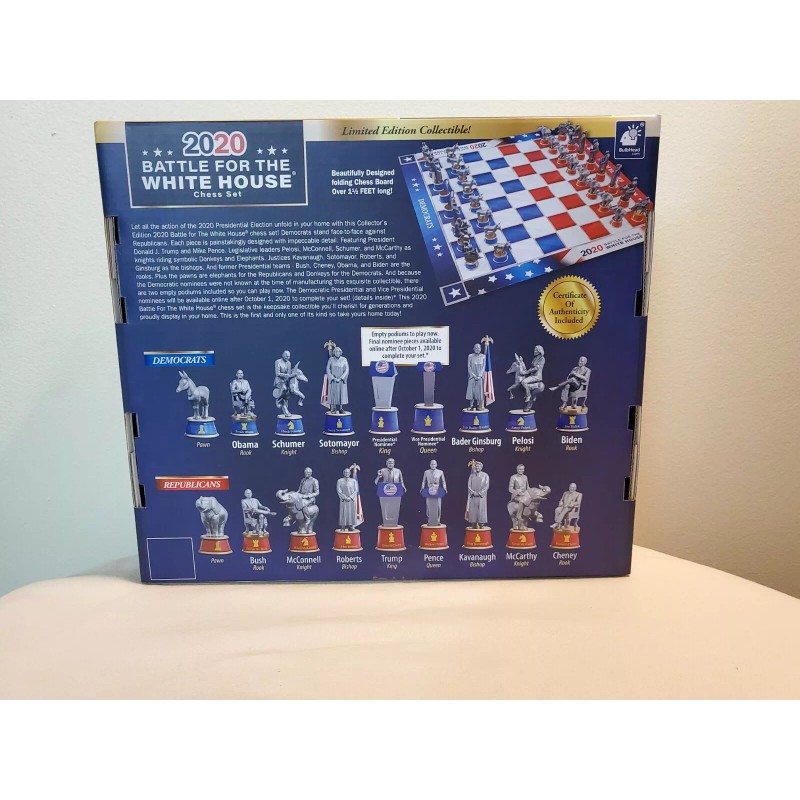 Limited Edition Collectible!
2020
BATTLE FOR THE
WHITE HOUSE®
Chess Set
Beautifully Designed
folding Chess Board
Over 1½ FEET long!
BulbHead
DEMOCRATS
2020 BATTLE FOR THE
WHITE HOUSE
Let all the action of the 2020 Presidential Election unfold in your home with this Collector's
Edition 2020 Battle for The White House® chess set! Democrats stand face-to-face against
Republicans. Each piece is painstakingly designed with impeccable detail. Featuring President
Donald J. Trump and Mike Pence. Legislative leaders Pelosi, McConnell, Schumer, and McCarthy as
knights riding symbolic Donkeys and Elephants. Justices Kavanaugh, Sotomayor, Roberts, and
Ginsburg as the bishops. And former Presidential teams - Bush, Cheney, Obama, and Biden are the
rooks. Plus the pawns are elephants for the Republicans and Donkeys for the Democrats. And because
the Democratic nominees were not known at the time of manufacturing this exquisite collectible, there
are two empty podiums included so you can play now. The Democratic Presidential and Vice Presidential
nominees will be available online after October 1, 2020 to complete your set! (details inside)* This 2020
Battle For The White House® chess set is the keepsake collectible you'll cherish for generations and
proudly display in your home. This is the first and only one of its kind so take yours home today!
Certificate
Of
Authenticity
Included
Empty podiums to play now.
Final nominee pieces available
online after October 1, 2020 to
complete your set.*
DEMOCRATS
Pawn
Obama
Rook
Schumer
Knight
Sotomayor
Bishop
Presidential
Nominee*
King
Vice Presidential
Nominee*
Queen
Bader Ginsburg
Bishop
Pelosi
Knight
Biden
Rook
REPUBLICANS
Pawn
Bush
Rook
McConnell
Knight
Roberts
Bishop
Trump
King
Pence
Queen
Kavanaugh
Bishop
McCarthy
Knight
Cheney
Rook